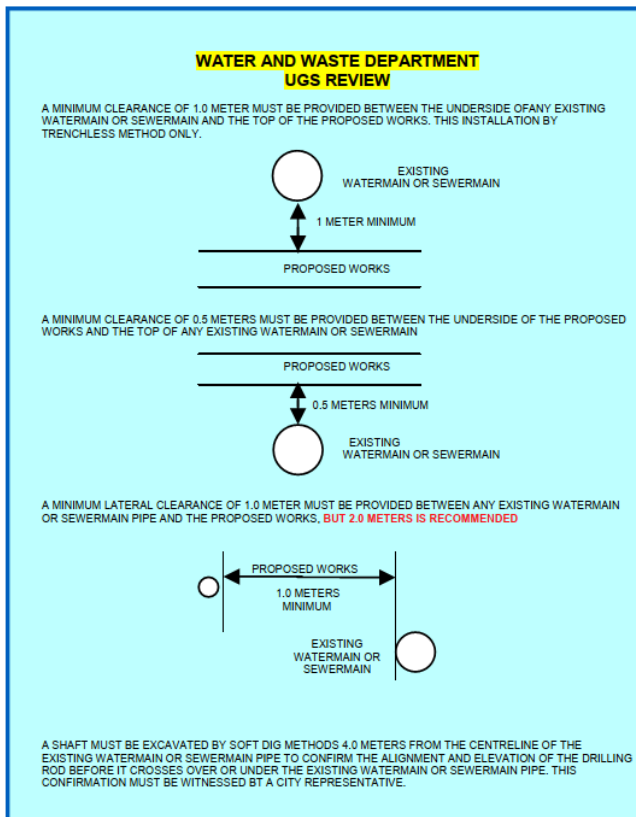 WATER AND WASTE DEPARTMENT
UGS REVIEW
A MINIMUM CLEARANCE OF 1.0 METER MUST BE PROVIDED BETWEEN THE UNDERSIDE OFANY EXISTING
WATERMAIN OR SEWERMAIN AND THE TOP OF THE PROPOSED WORKS. THIS INSTALLATION BY
TRENCHLESS METHOD ONLY.
EXISTING
WATERMAIN OR SEWERMAIN
1 METER MINIMUM
PROPOSED WORKS
A MINIMUM CLEARANCE OF 0.5 METERS MUST BE PROVIDED BETWEEN THE UNDERSIDE OF THE PROPOSED
WORKS AND THE TOP OF ANY EXISTING WATERMAIN OR SEWERMAIN
PROPOSED WORKS
0.5 METERS MINIMUM
EXISTING
WATERMAIN OR SEWERMAIN
A MINIMUM LATERAL CLEARANCE OF 1.0 METER MUST BE PROVIDED BETWEEN ANY EXISTING WATERMAIN
OR SEWERMAIN PIPE AND THE PROPOSED WORKS, BUT 2.0 METERS IS RECOMMENDED
PROPOSED WORKS
1.0 METERS
MINIMUM
EXISTING
WATERMAIN OR
SEWERMAIN
A SHAFT MUST BE EXCAVATED BY SOFT DIG METHODS 4.0 METERS FROM THE CENTRELINE OF THE
EXISTING WATERMAIN OR SEWERMAIN PIPE TO CONFIRM THE ALIGNMENT AND ELEVATION OF THE DRILLING
ROD BEFORE IT CROSSES OVER OR UNDER THE EXISTING WATERMAIN OR SEWERMAIN PIPE. THIS
CONFIRMATION MUST BE WITNESSED BT A CITY REPRESENTATIVE.